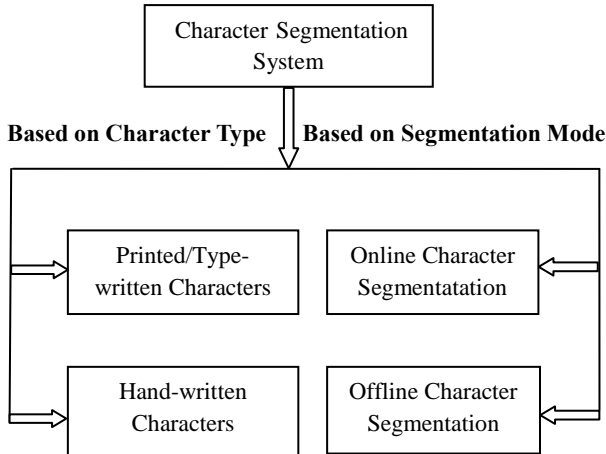 Character Segmentation
System
Based on Character Type
Based on Segmentation Mode
Printed/Type-
written Characters
Online Character
Segmentatation
Hand-written
Characters
Offline Character
Segmentation